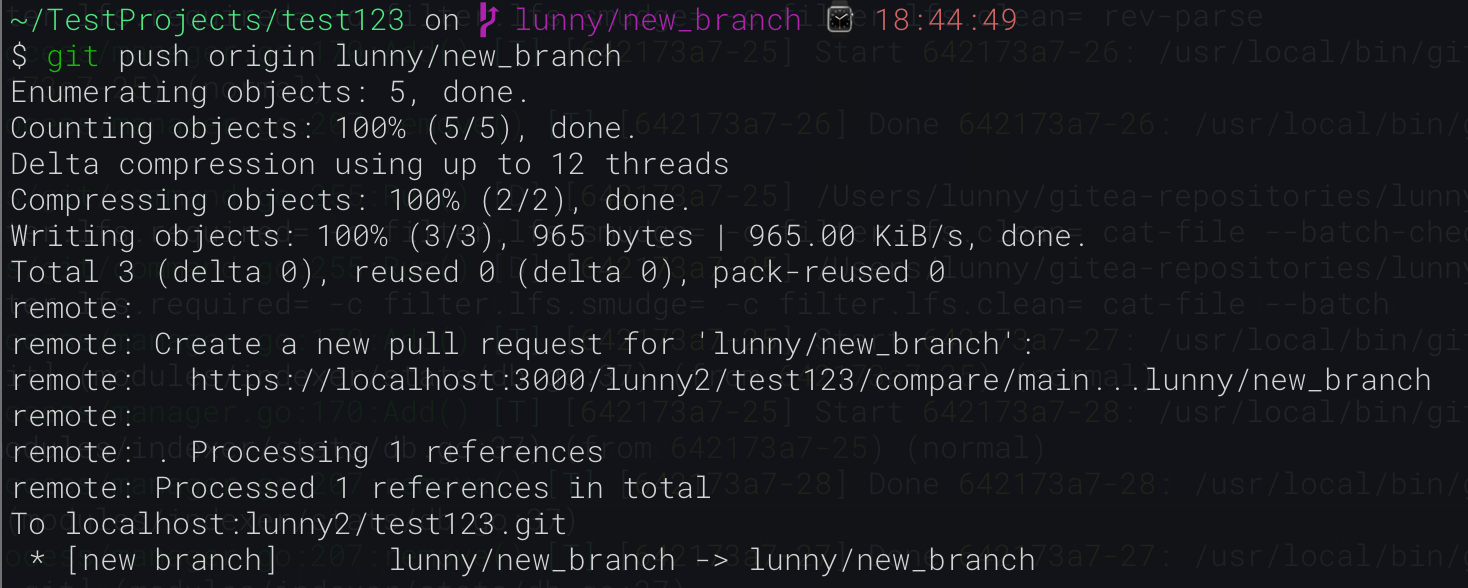 ~/TestProjects/test123 on lunny/new_branch 18:44:49
$ git push origin lunny/new_branch
Enumerating objects: 5, done.
Counting objects: 100% (5/5), done.
Delta compression using up to 12 threads
Compressing objects: 100% (2/2), done.
Writing objects: 100% (3/3), 965 bytes | 965.00 KiB/s, done.
Total 3 (delta 0), reused 0 (delta 0), pack-reused 0
remote:
remote: Create a new pull request for 'lunny/new_branch':
remote:   https://localhost:3000/lunny2/test123/compare/main...lunny/new_branch
remote:
remote: . Processing 1 references
remote: Processed 1 references in total
To localhost:lunny2/test123.git
 * [new branch]      lunny/new_branch -> lunny/new_branch